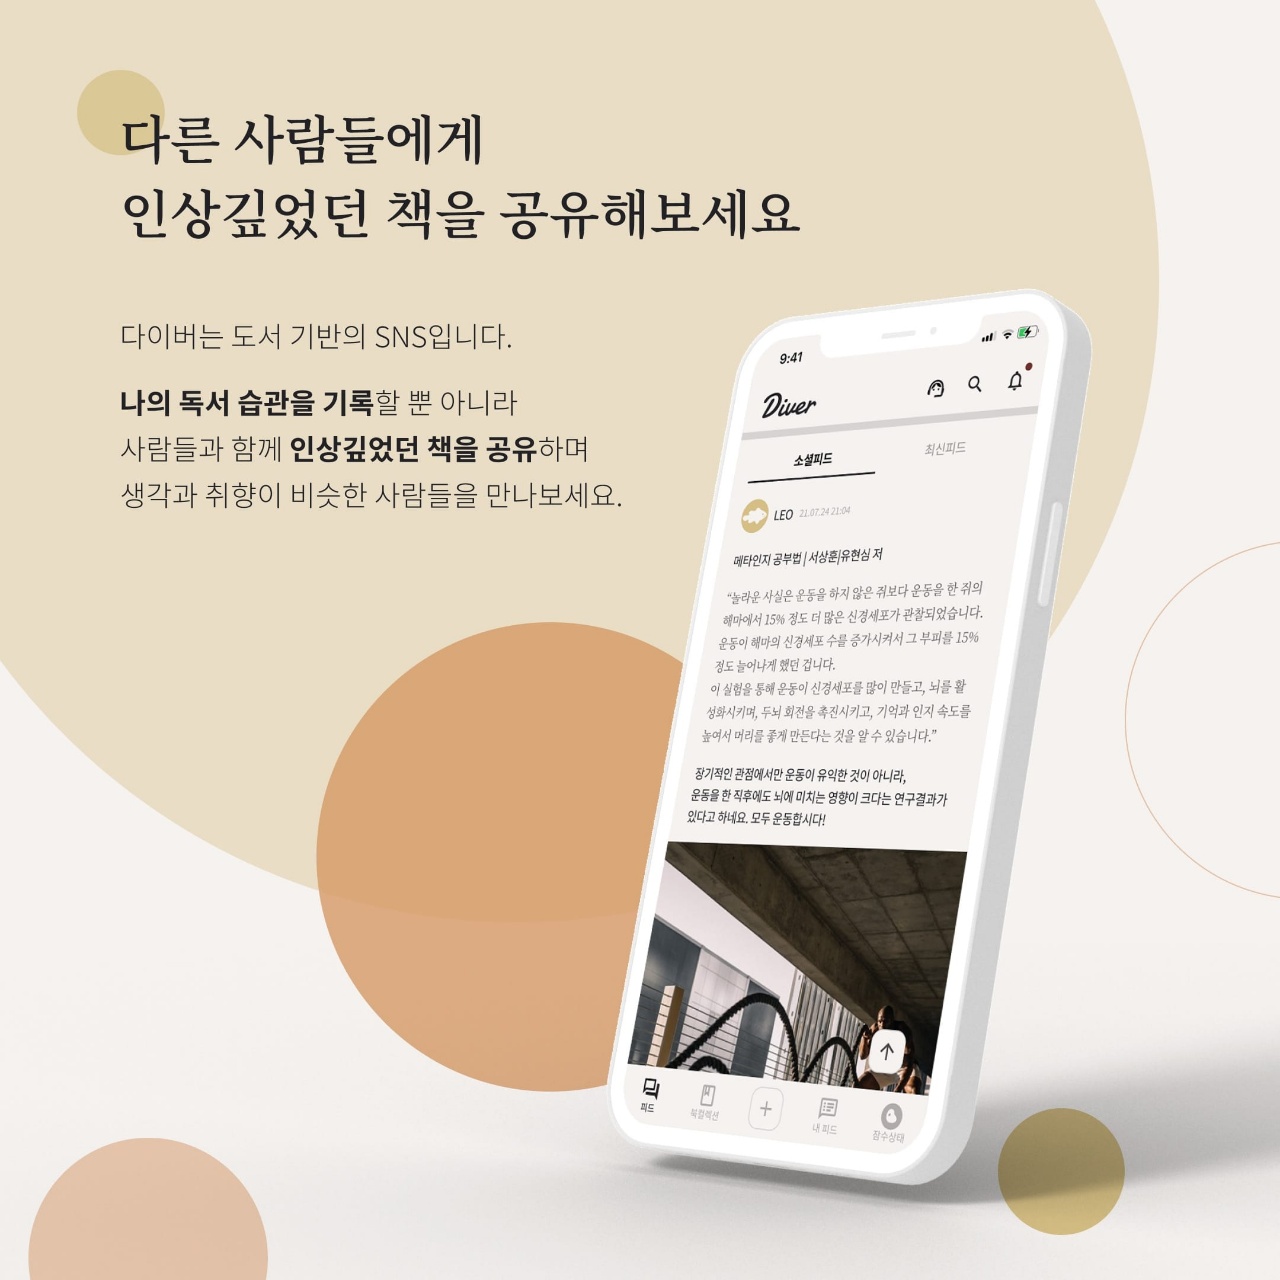 다른 사람들에게
인상깊었던 책을 공유해보세요
다이버는 도서 기반의 SNS입니다.
나의 독서 습관을 기록할 뿐 아니라
사람들과 함께 인상깊었던 책을 공유하며
생각과 취향이 비슷한 사람들을 만나보세요.
9:41
Diver
소셜피드 최신피드
LEO 21.07.24 21:04
메타인지 공부법 | 서상훈|유현심 저
“놀라운 사실은 운동을 하지 않은 쥐보다 운동을 한 쥐의
해마에서 15% 정도 더 많은 신경세포가 관찰되었습니다.
운동이 해마의 신경세포 수를 증가시켜서 그 부피를 15%
정도 늘어나게 했던 겁니다.
이 실험을 통해 운동이 신경세포를 많이 만들고, 뇌를 활
성화시키며, 두뇌 회전을 촉진시키고, 기억과 인지 속도를
높여서 머리를 좋게 만든다는 것을 알 수 있습니다.”
장기적인 관점에서만 운동이 유익한 것이 아니라,
운동을 한 직후에도 뇌에 미치는 영향이 크다는 연구결과가
있다고 하네요. 모두 운동합시다!
피드 북컬렉션 내 피드 잠수상태